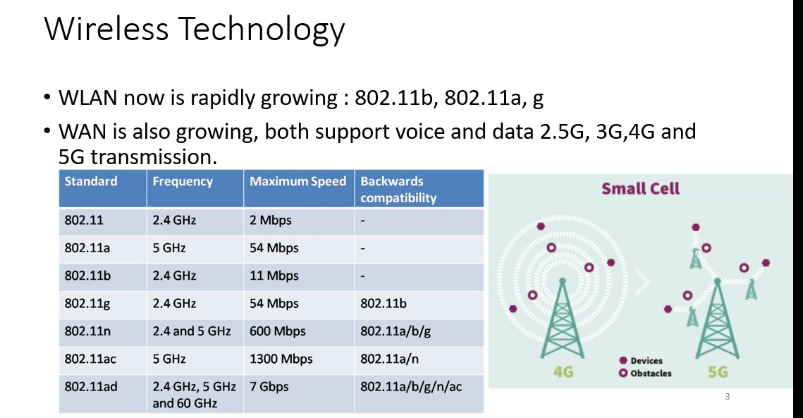 Wireless Technology
• WLAN now is rapidly growing : 802.11b, 802.11a, g
• WAN is also growing, both support voice and data 2.5G, 3G,4G and
5G transmission.
Standard Frequency Maximum Speed Backwards
compatibility
802.11 2.4 GHz 2 Mbps -
802.11a 5 GHz 54 Mbps -
802.11b 2.4 GHz 11 Mbps -
802.11g 2.4 GHz 54 Mbps 802.11b
802.11n 2.4 and 5 GHz 600 Mbps 802.11a/b/g
802.11ac 5 GHz 1300 Mbps 802.11a/n
802.11ad 2.4 GHz, 5 GHz 7 Gbps 802.11a/b/g/n/ac
and 60 GHz
Small Cell
Devices
Obstacles
4G
5G
3